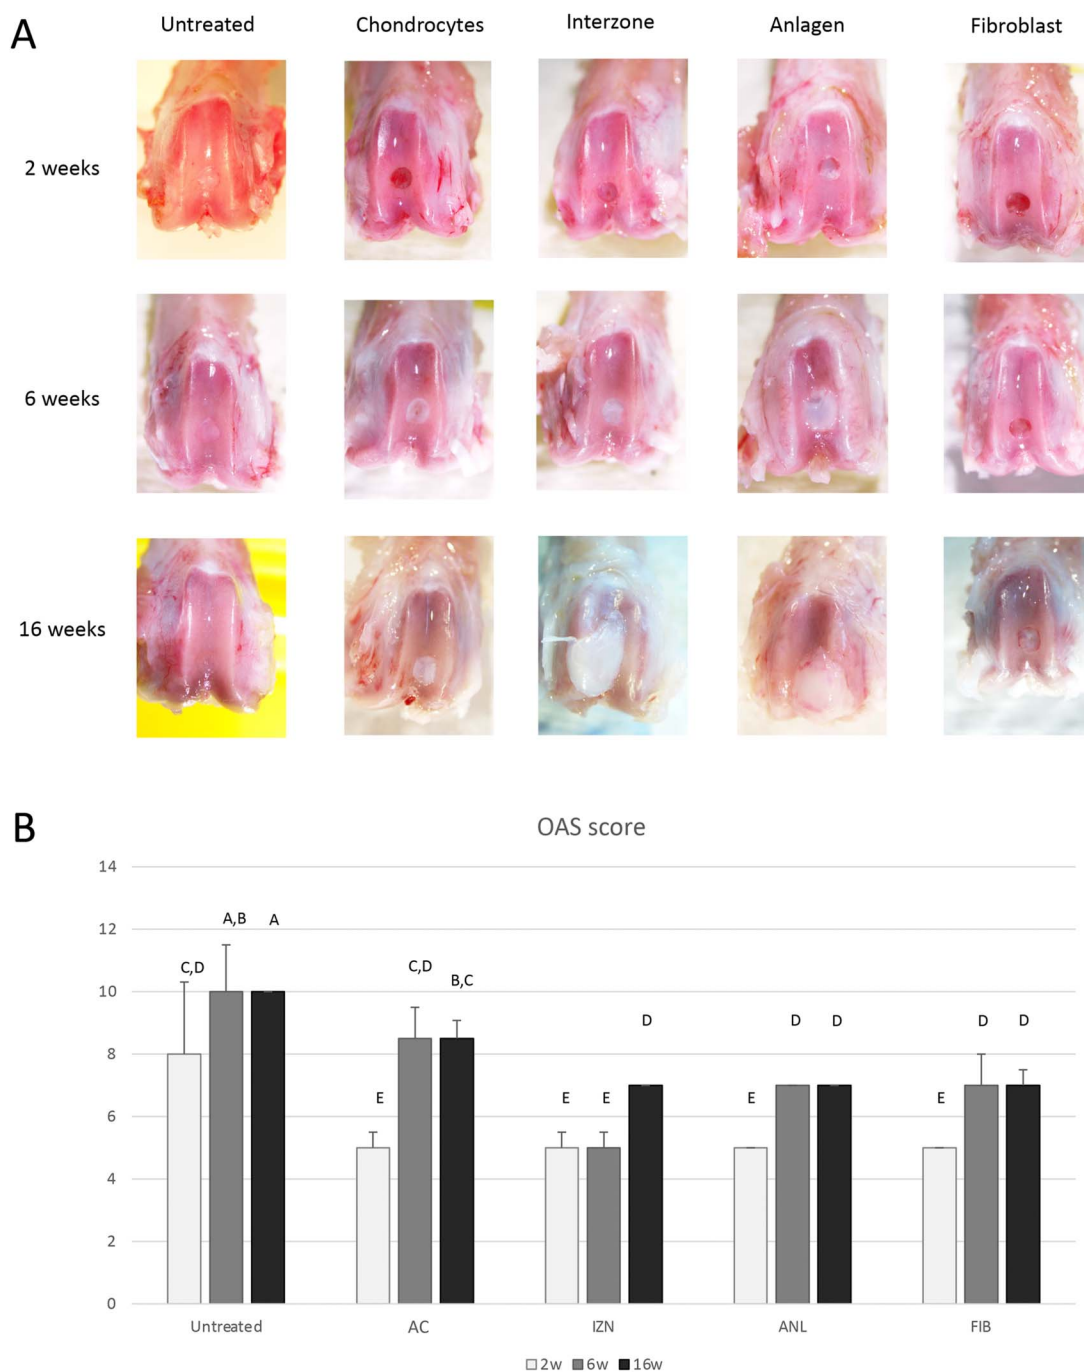 A
Untreated Chondrocytes Interzone Anlagen Fibroblast
2 weeks
6 weeks
16 weeks
B
OAS score
14
12
10
8
6
4
2
0
C,D A,B A
E C,D B,C
E E D
E D D
E D D
Untreated AC IZN ANL FIB
2w 6w 16w